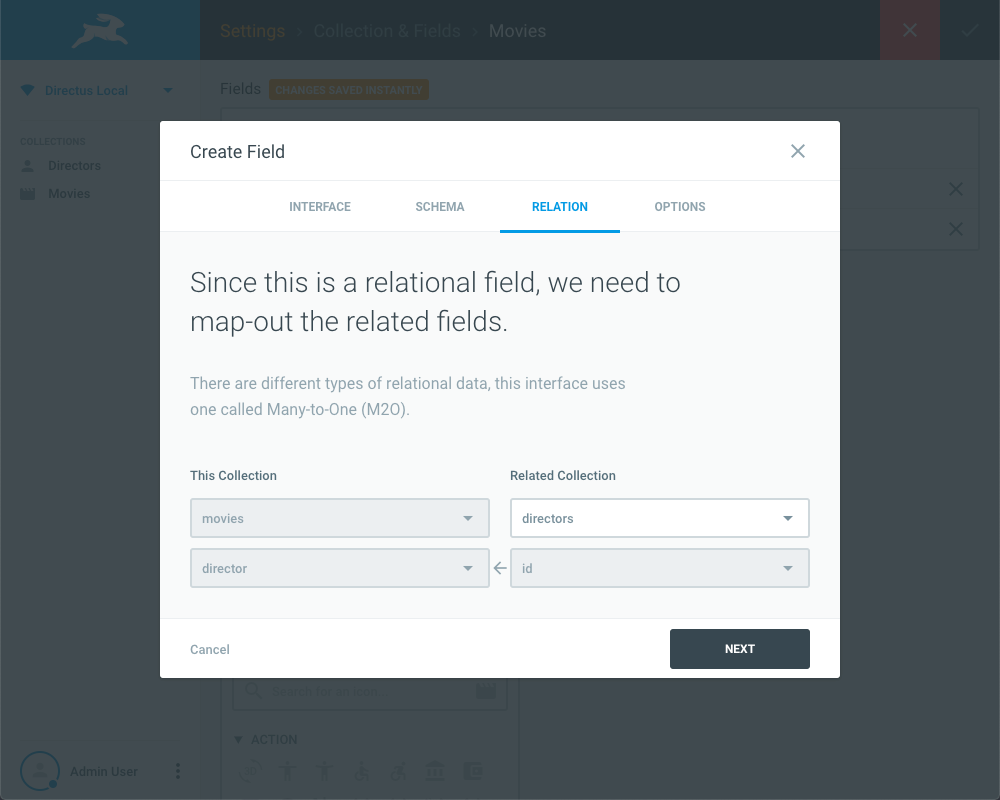 Settings > Collection & Fields > Movies
Directus Local
Fields CHANGES SAVED INSTANTLY
COLLECTIONS
Directors
Movies
Create Field
INTERFACE SCHEMA RELATION OPTIONS
Since this is a relational field, we need to
map-out the related fields.
There are different types of relational data, this interface uses
one called Many-to-One (M2O).
This Collection Related Collection
movies directors
director id
Cancel NEXT
Search for an icon
ACTION
Admin User